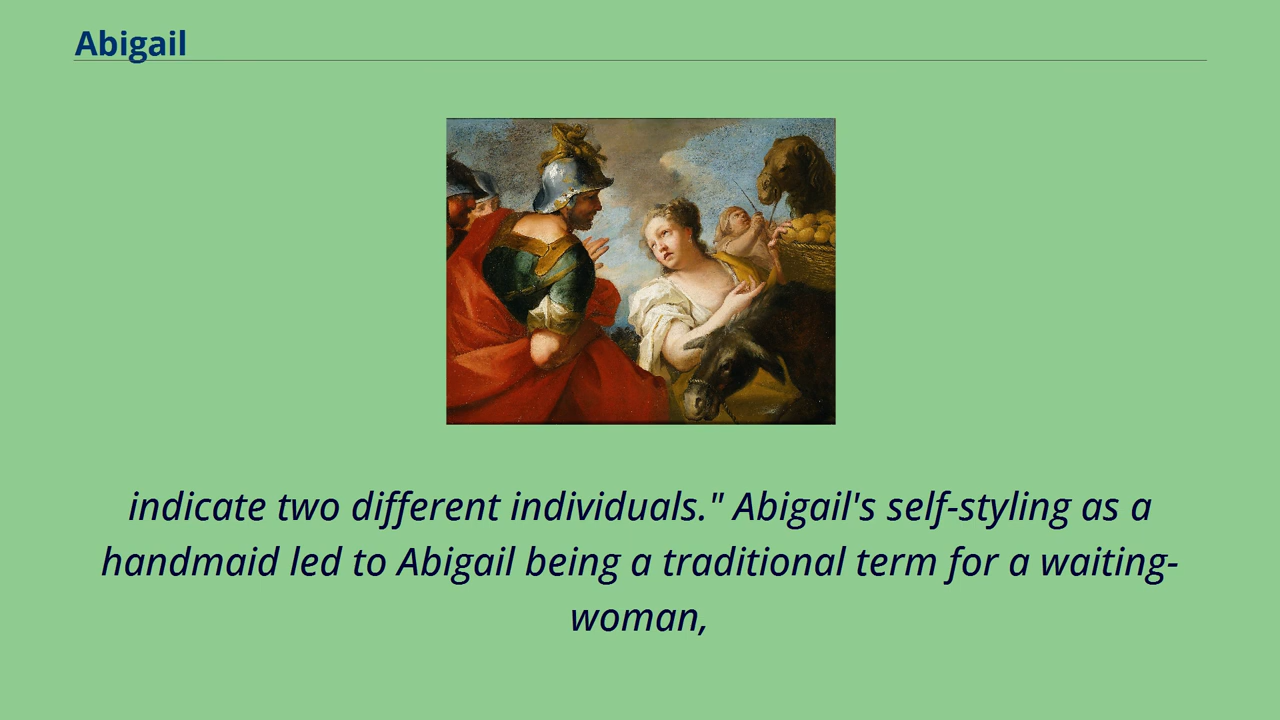 Abigail
indicate two different individuals." Abigail's self-styling as a
handmaid led to Abigail being a traditional term for a waiting-
woman,